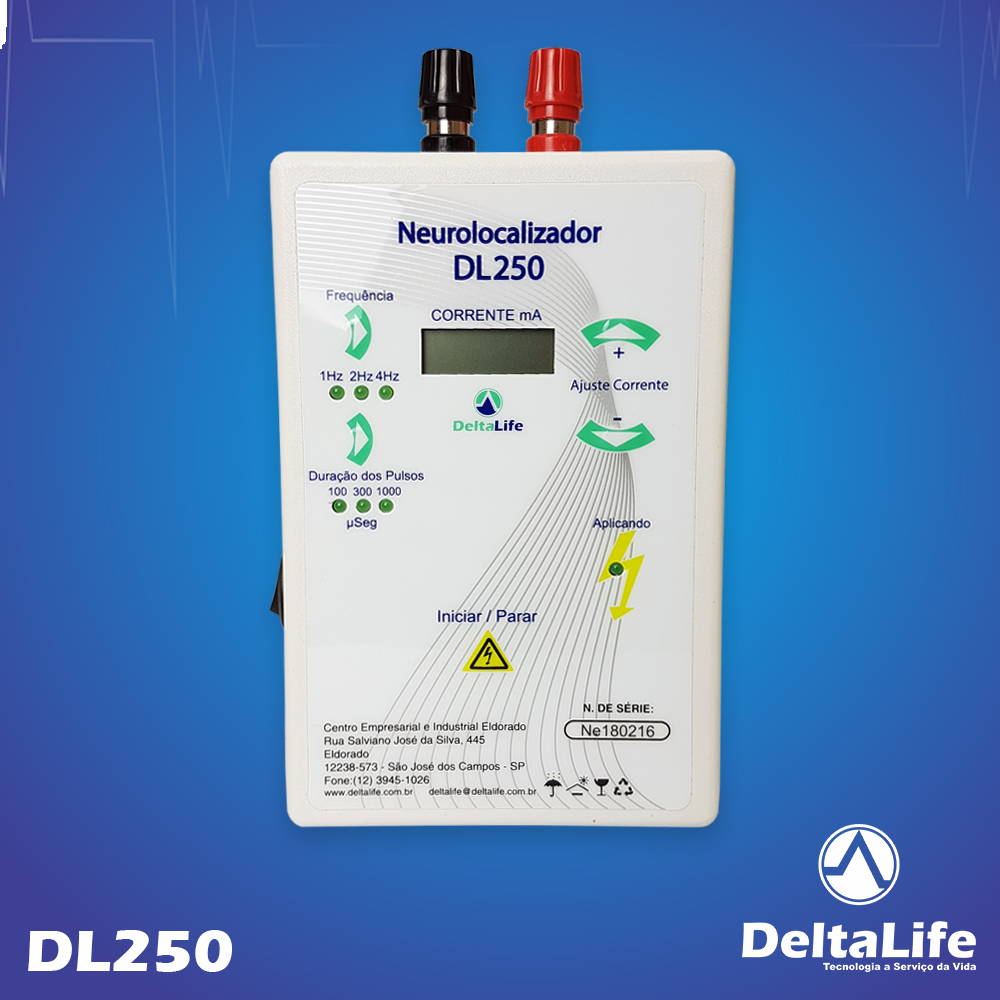 Neurolocalizador
DL250
Frequência
CORRENTE mA
1Hz 2Hz 4Hz
+
Ajuste Corrente
-
DeltaLife
Duração dos Pulsos
100 300 1000
µSeg
Aplicando
Iniciar / Parar
N. DE SÉRIE:
Ne180216
Centro Empresarial e Industrial Eldorado
Rua Salviano José da Silva, 445
Eldorado
12238-573 - São José dos Campos - SP
Fone:(12) 3945-1026
www.deltalife.com.br deltalife@deltalife.com.br
DL250
DeltaLife
Tecnologia a Serviço da Vida